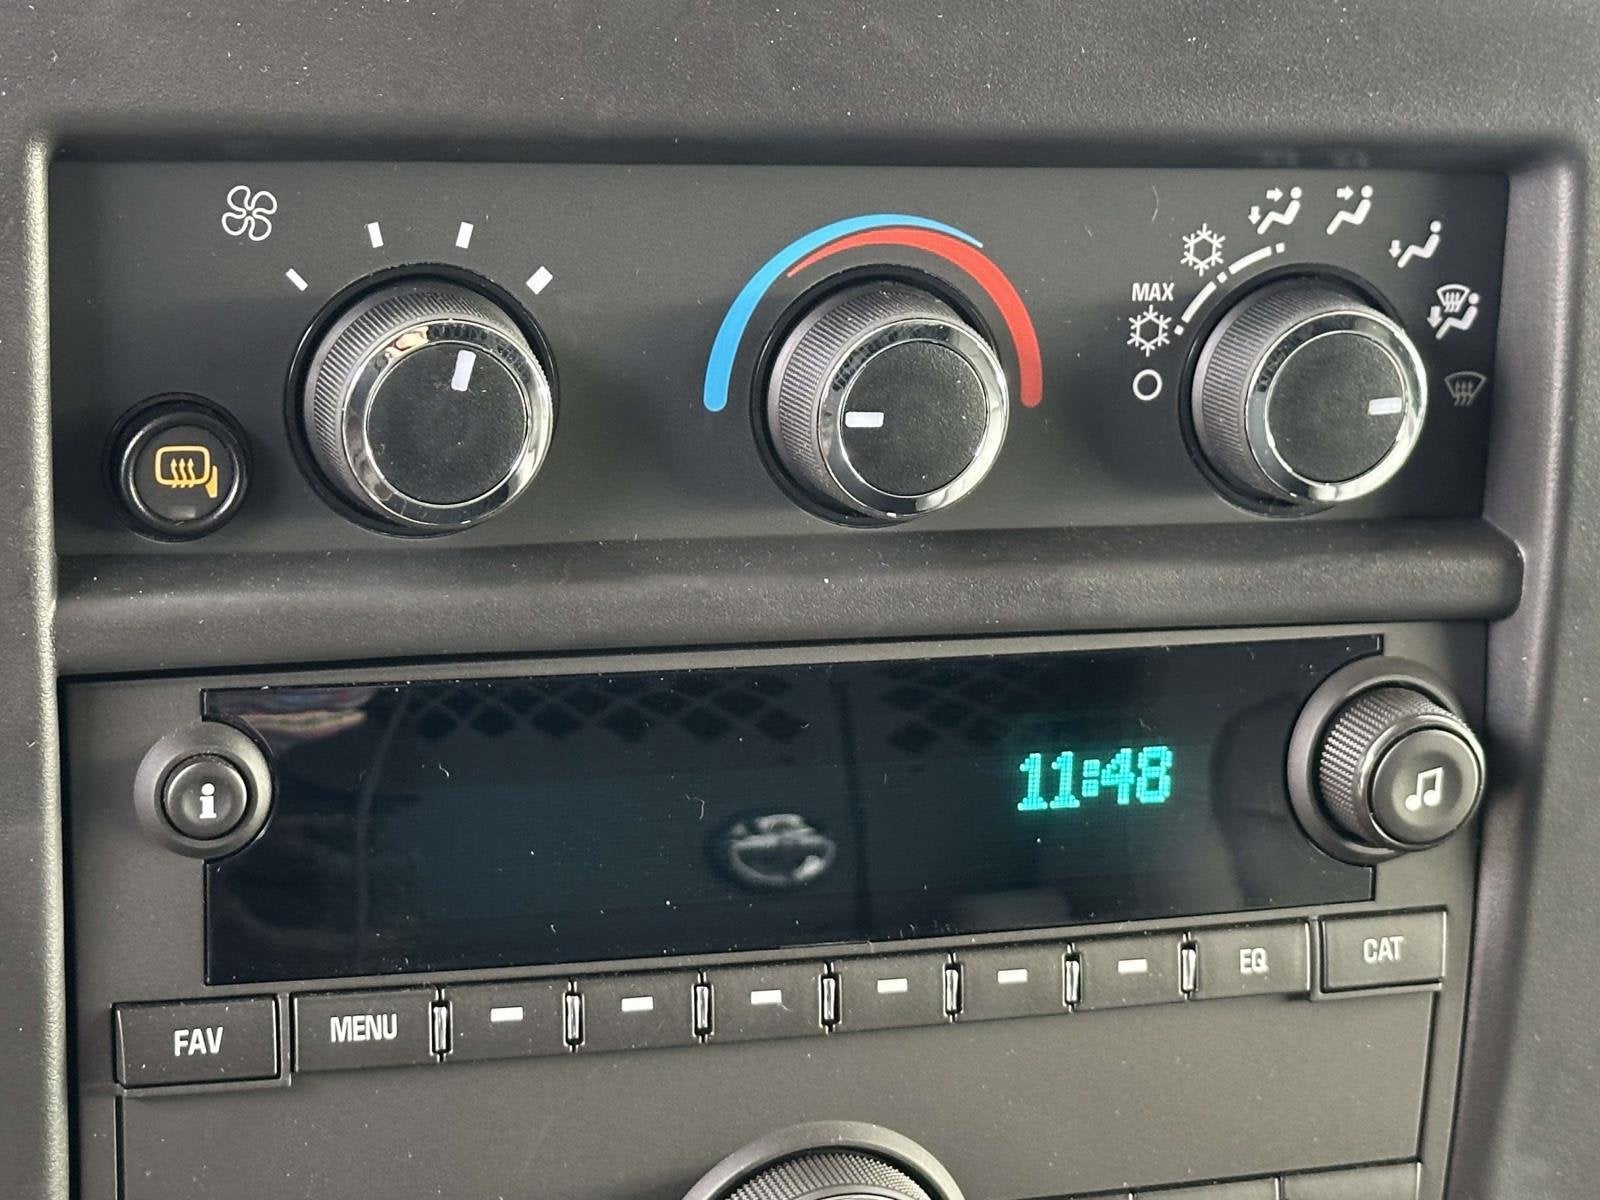 MAX
11:48
i
FAV
MENU
EQ
CAT